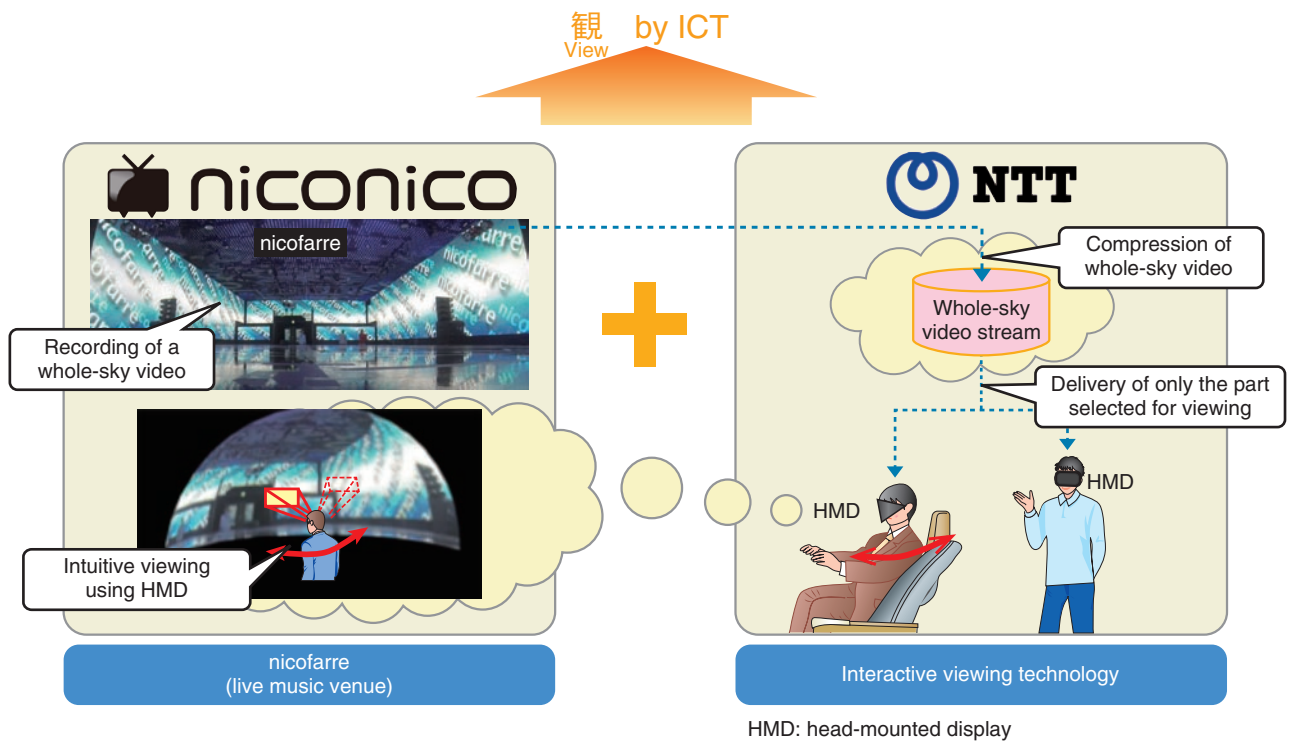 観 by ICT
View
niconico
nicofarre
Recording of a
whole-sky video
Intuitive viewing
using HMD
nicofarre
(live music venue)
NTT
Compression of
whole-sky video
Whole-sky
video stream
Delivery of only the part
selected for viewing
HMD
HMD
Interactive viewing technology
HMD: head-mounted display